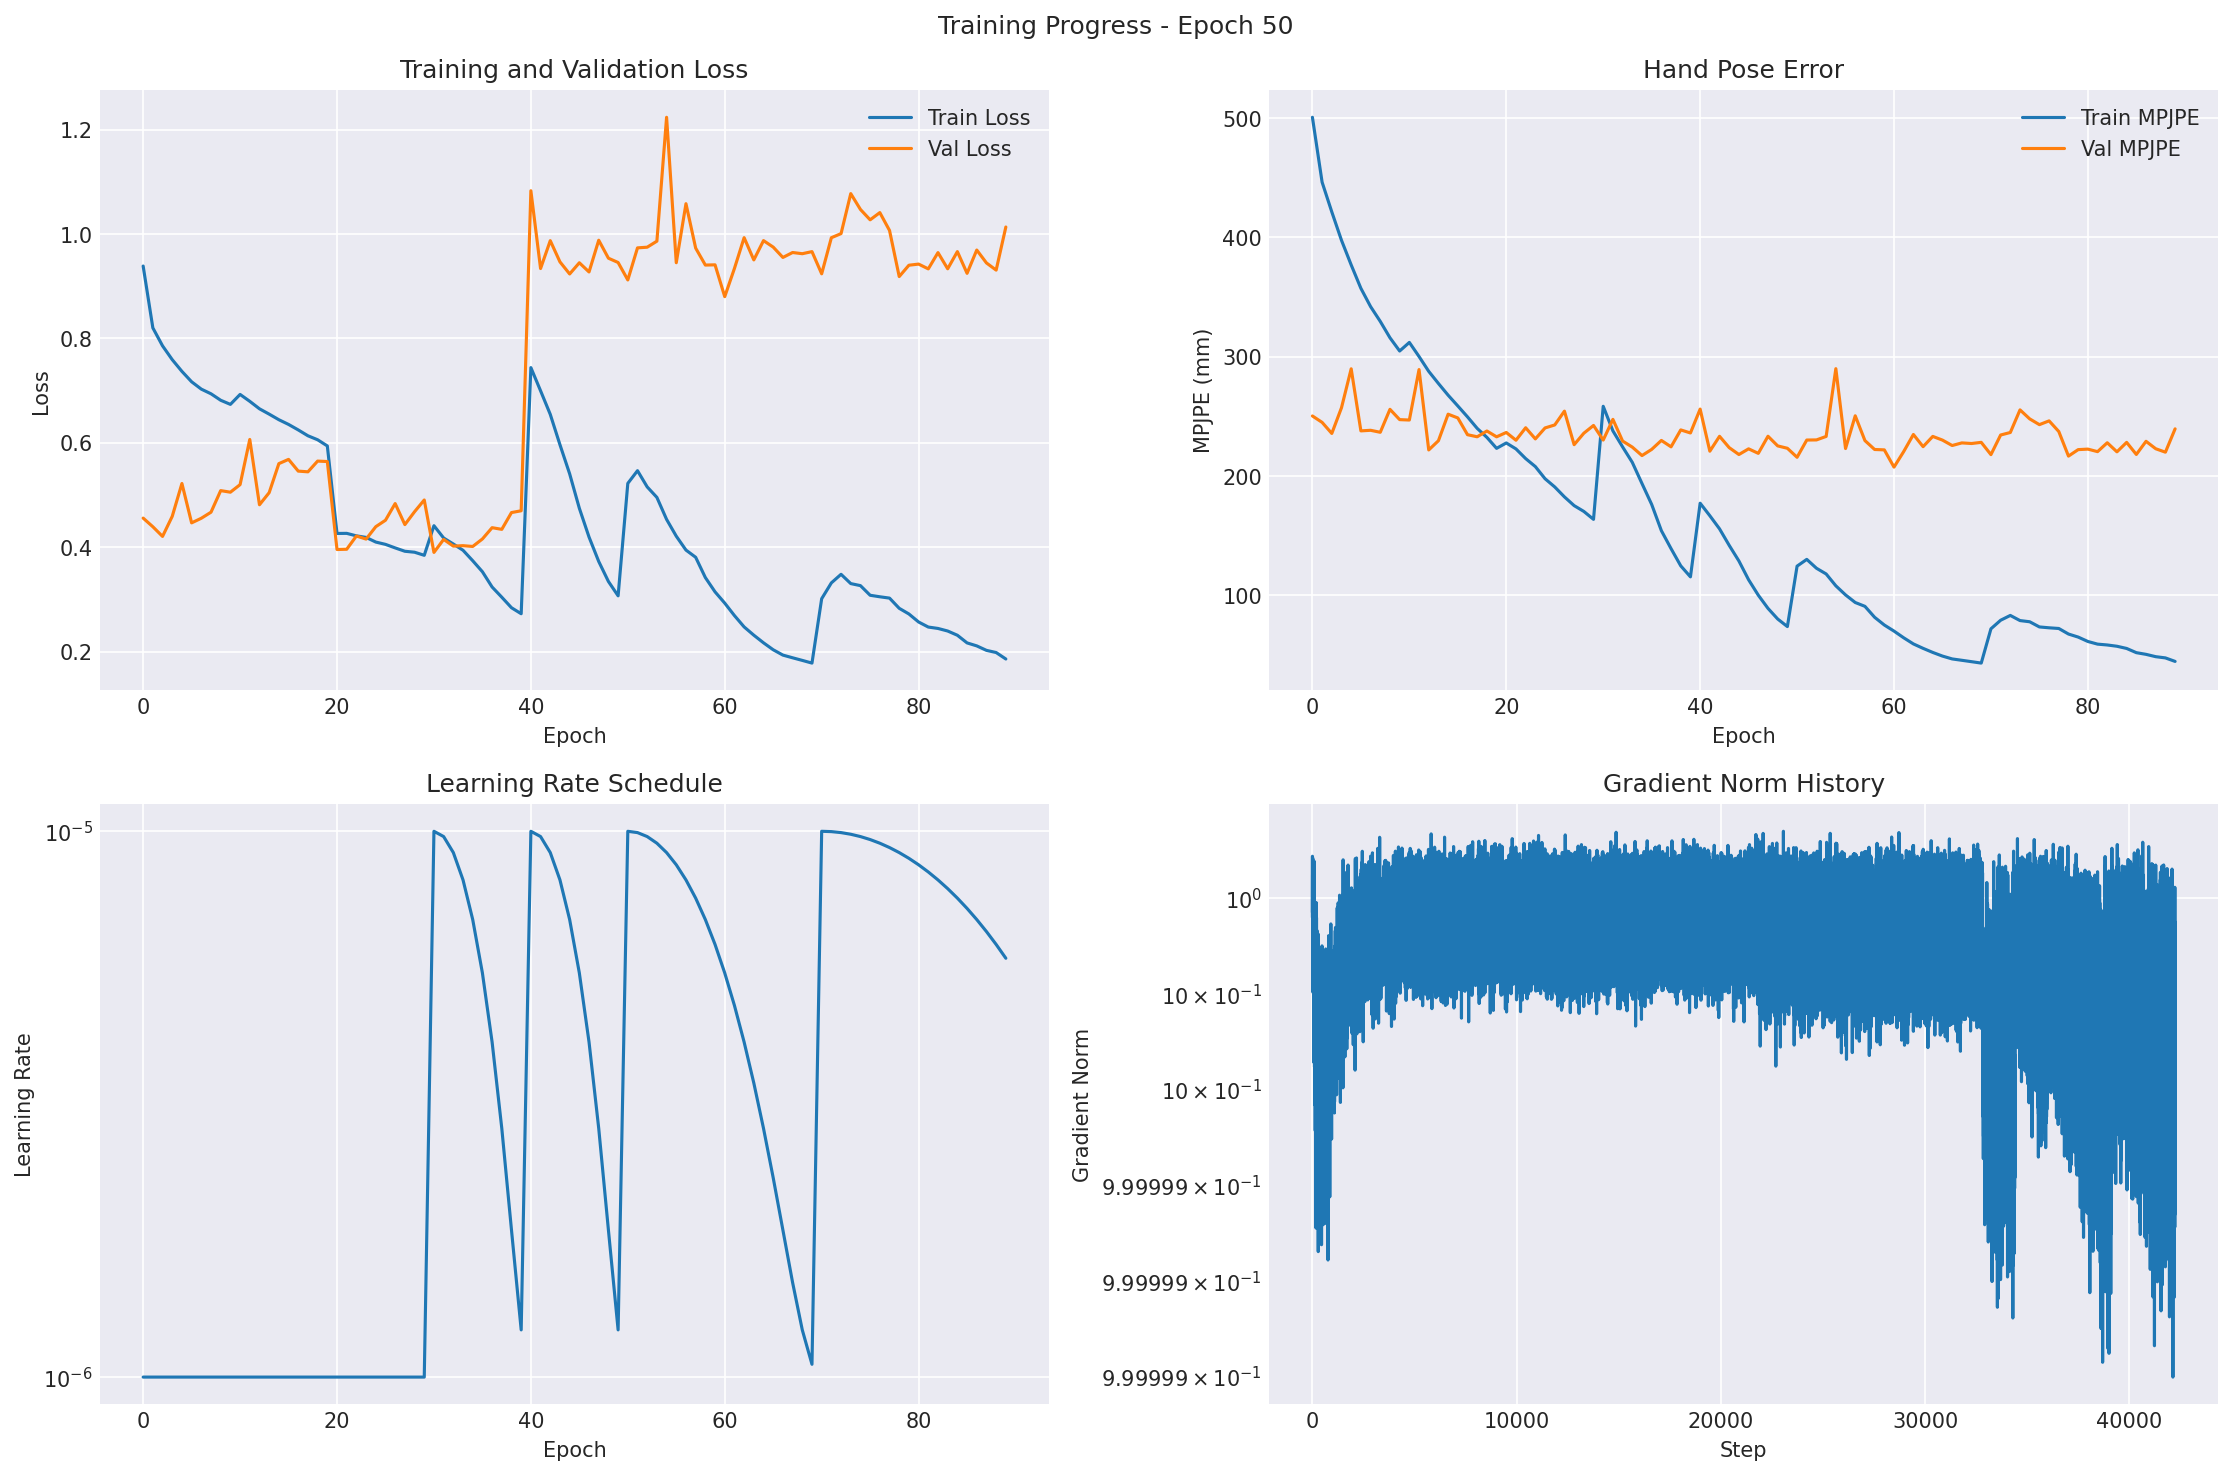 Training Progress - Epoch 50
Training and Validation Loss
1.2
1.0
0.8
0.6
0.4
0.2
Loss
Train Loss
Val Loss
0 20 40 60 80
Epoch
Hand Pose Error
500
400
300
200
100
MPJPE (mm)
Train MPJPE
Val MPJPE
0 20 40 60 80
Epoch
Learning Rate Schedule
10⁻⁵
10⁻⁶
Learning Rate
0 20 40 60 80
Epoch
Gradient Norm History
10⁰
10 × 10⁻¹
10 × 10⁻¹
9.99999 × 10⁻¹
9.99999 × 10⁻¹
9.99999 × 10⁻¹
Gradient Norm
0 10000 20000 30000 40000
Step